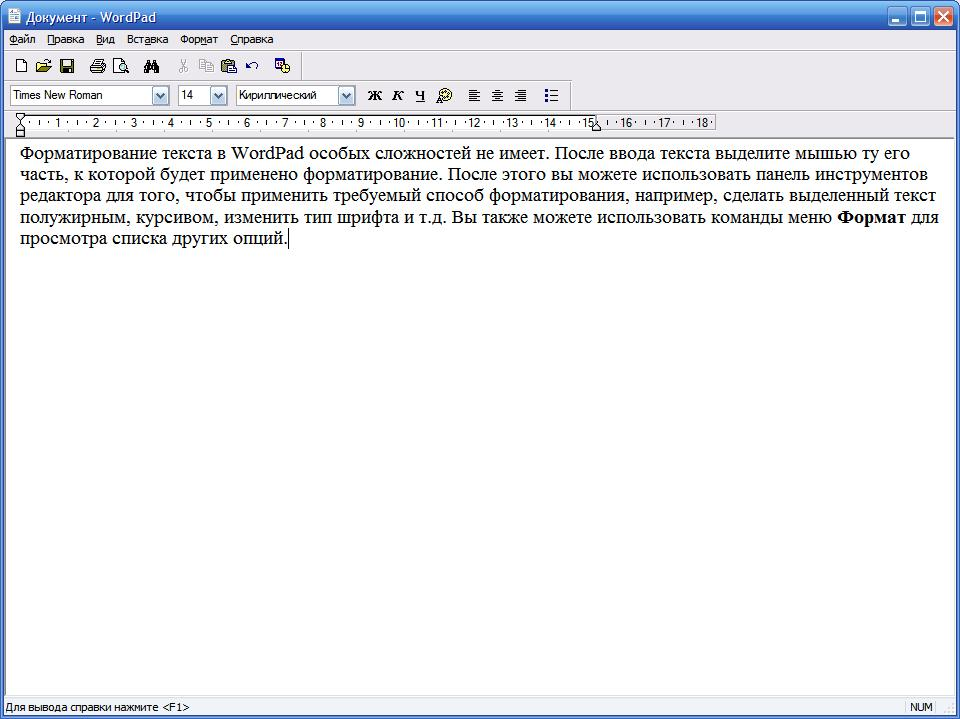 Документ - WordPad
Файл Правка Вид Вставка Формат Справка
Times New Roman 14 Кириллический Ж К Ч
1 2 3 4 5 6 7 8 9 10 11 12 13 14 15 16 17 18
Форматирование текста в WordPad особых сложностей не имеет. После ввода текста выделите мышью ту его
часть, к которой будет применено форматирование. После этого вы можете использовать панель инструментов
редактора для того, чтобы применить требуемый способ форматирования, например, сделать выделенный текст
полужирным, курсивом, изменить тип шрифта и т.д. Вы также можете использовать команды меню Формат для
просмотра списка других опций.
Для вывода справки нажмите <F1> NUM